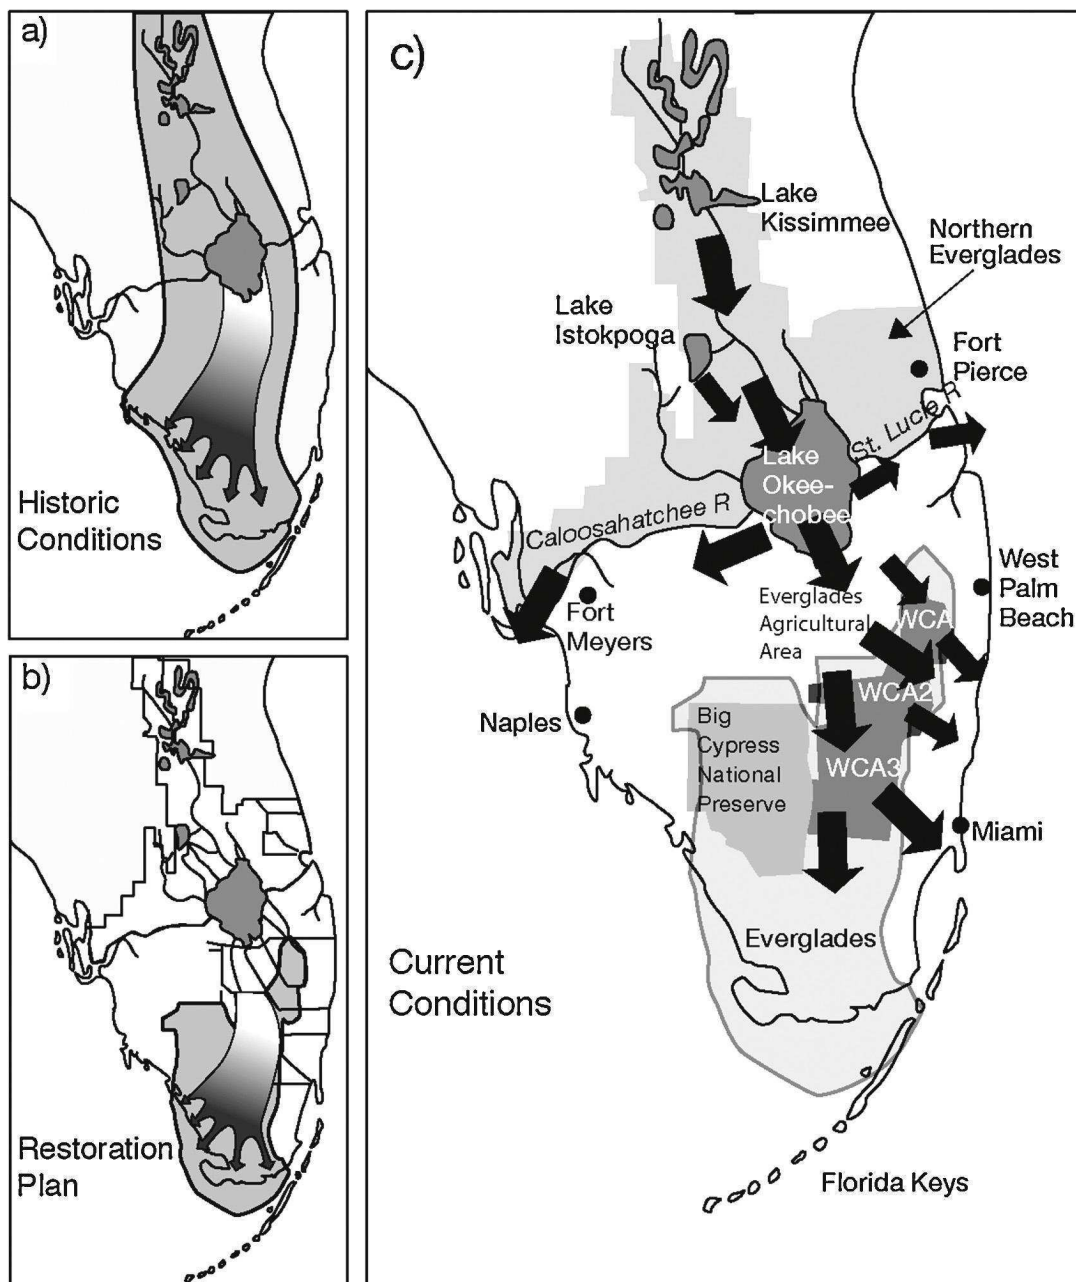 a)
Historic
Conditions
b)
Restoration
Plan
c)
Lake
Kissimmee
Northern
Everglades
Lake
Istokpoga
Fort
Pierce
St. Lucie R
Lake
Okee-
chobee
Caloosahatchee R
West
Palm
Beach
Everglades
Agricultural
Area
WCA
Fort
Meyers
WCA2
Naples
Big
Cypress
National
Preserve
WCA3
Miami
Everglades
Current
Conditions
Florida Keys